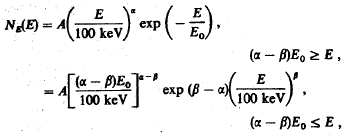 N_E(E) = A(E / 100 keV)^α exp(−E / E_0),
(α − β)E_0 ≥ E,
= A[(α − β)E_0 / 100 keV]^{α−β} exp (β − α)(E / 100 keV)^β,
(α − β)E_0 ≤ E,